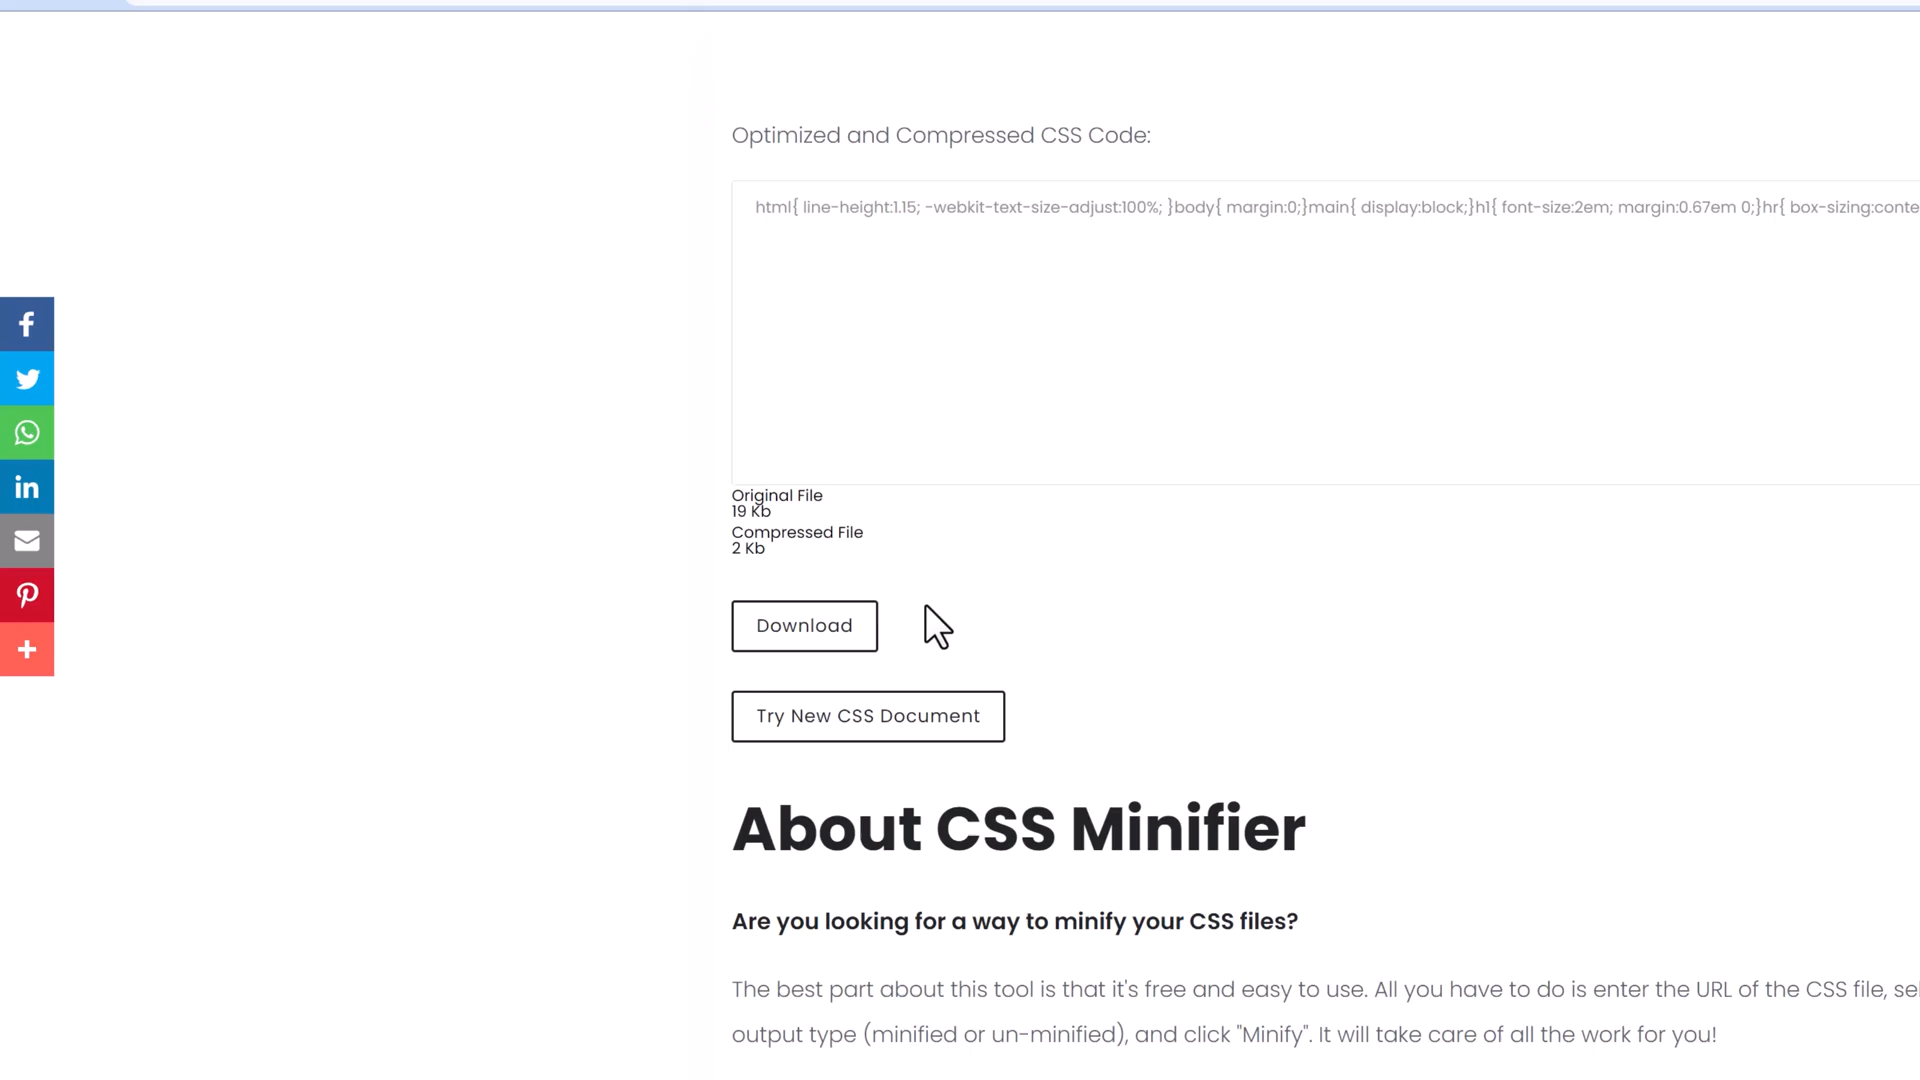 Optimized and Compressed CSS Code:
html{ line-height:1.15; -webkit-text-size-adjust:100%; }body{ margin:0;}main{ display:block;}h1{ font-size:2em; margin:0.67em 0;}hr{ box-sizing:conte
Original File
19 Kb
Compressed File
2 Kb
Download
Try New CSS Document
About CSS Minifier
Are you looking for a way to minify your CSS files?
The best part about this tool is that it's free and easy to use. All you have to do is enter the URL of the CSS file, sel
output type (minified or un-minified), and click "Minify". It will take care of all the work for you!